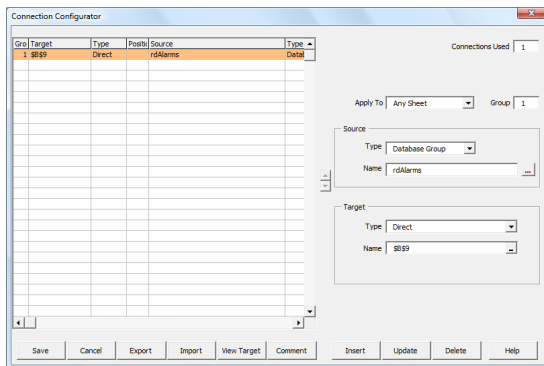 Connection Configurator
Gro Target Type Positic Source Type
1 $B$9 Direct rdAlarms Datab
Connections Used 1
Apply To Any Sheet Group 1
Source
Type Database Group
Name rdAlarms ...
Target
Type Direct
Name $B$9
Save Cancel Export Import View Target Comment Insert Update Delete Help